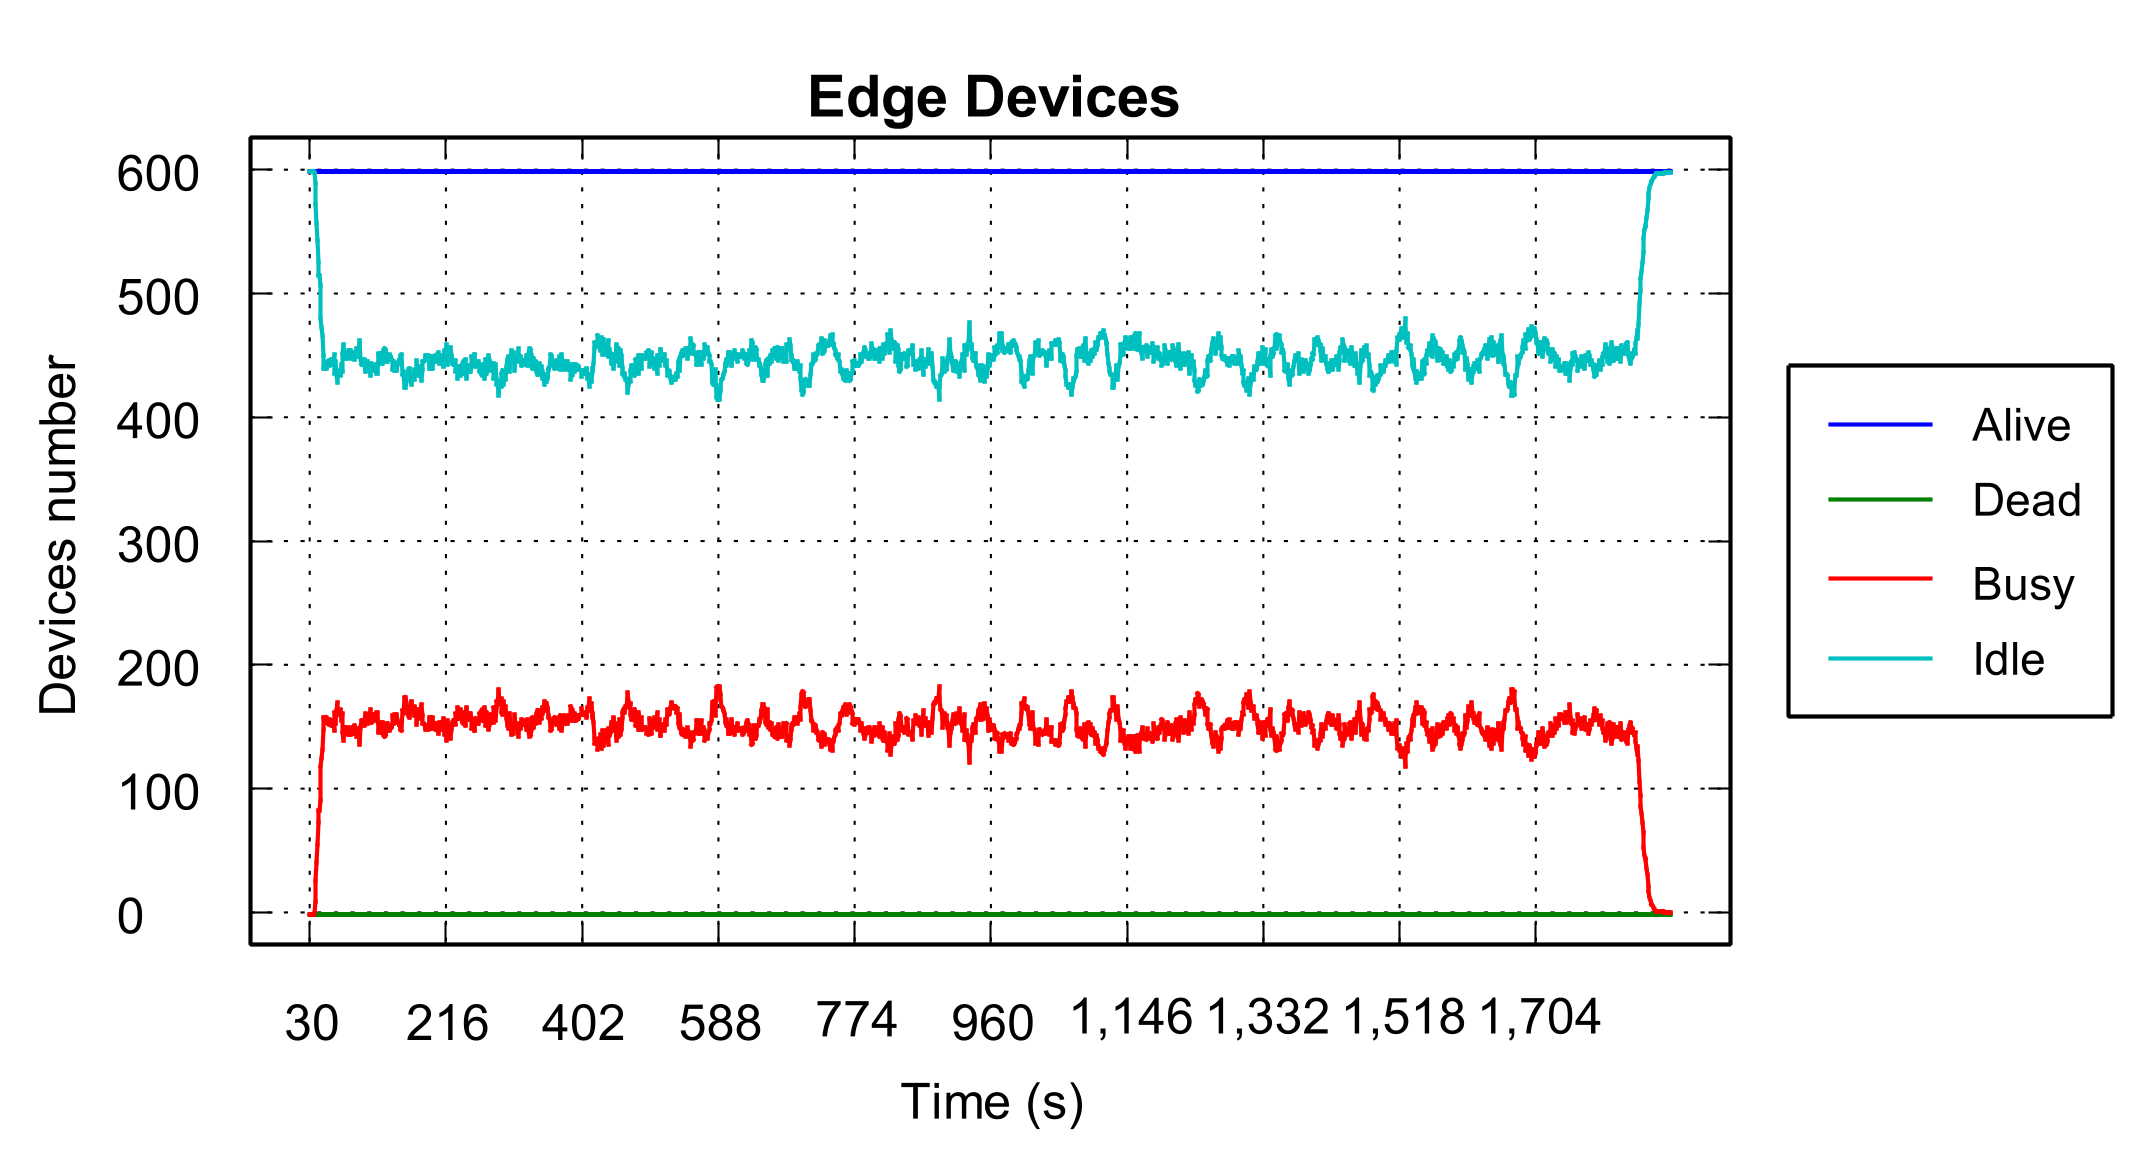 Edge Devices
600
500
400
300
200
100
0
Devices number
30 216 402 588 774 960 1,146 1,332 1,518 1,704
Time (s)
Alive
Dead
Busy
Idle